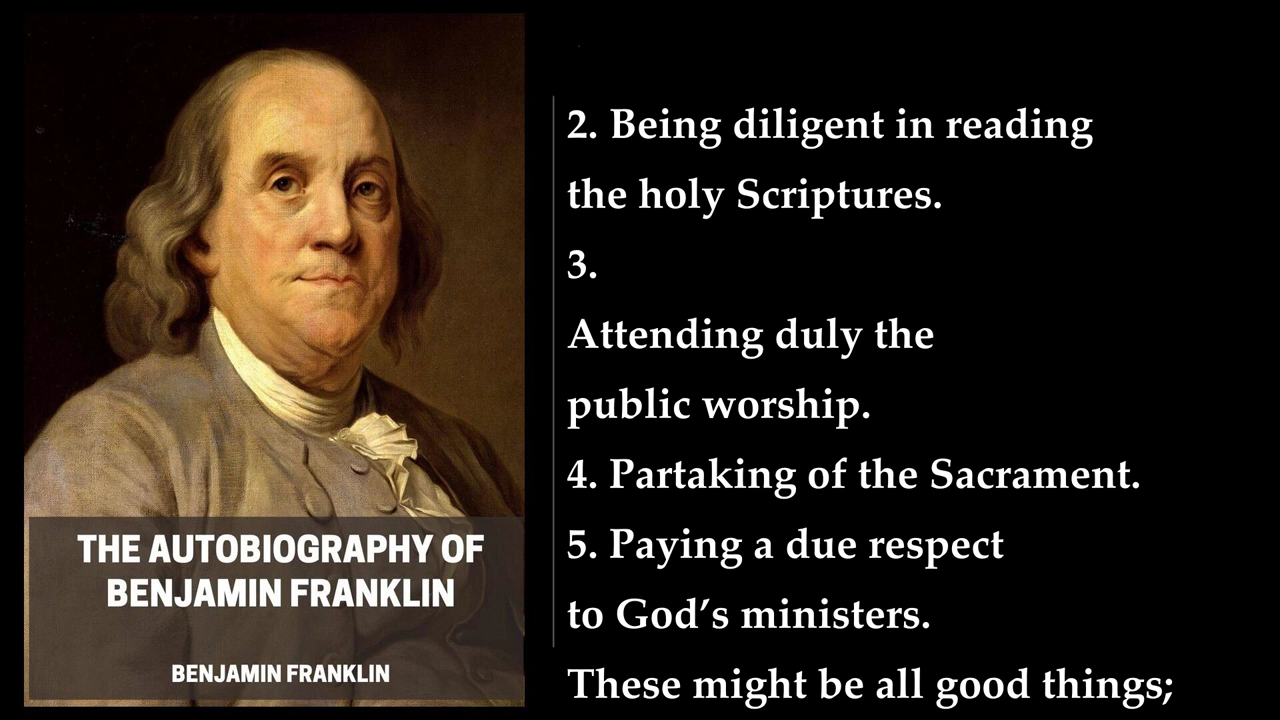 THE AUTOBIOGRAPHY OF
BENJAMIN FRANKLIN
BENJAMIN FRANKLIN
2. Being diligent in reading
the holy Scriptures.
3.
Attending duly the
public worship.
4. Partaking of the Sacrament.
5. Paying a due respect
to God’s ministers.
These might be all good things;